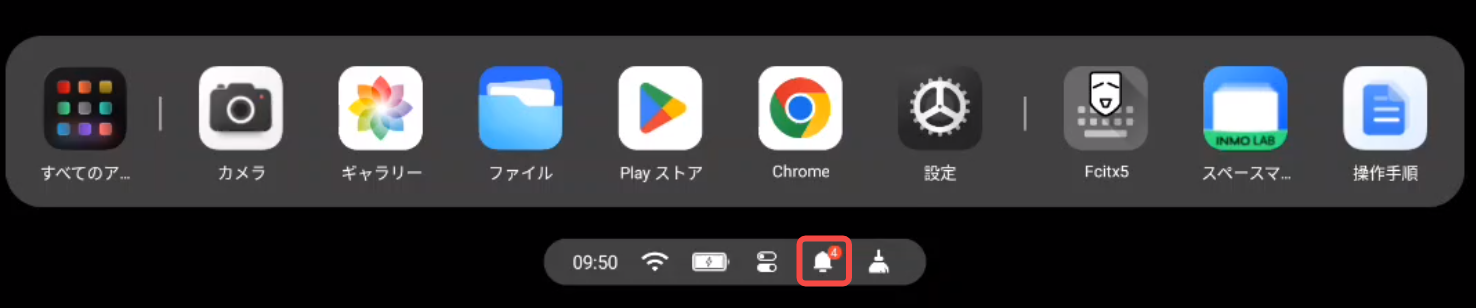 すべてのア...
カメラ
ギャラリー
ファイル
Play ストア
Chrome
設定
Fcitx5
INMO LAB
スペースマ...
操作手順
09:50
4